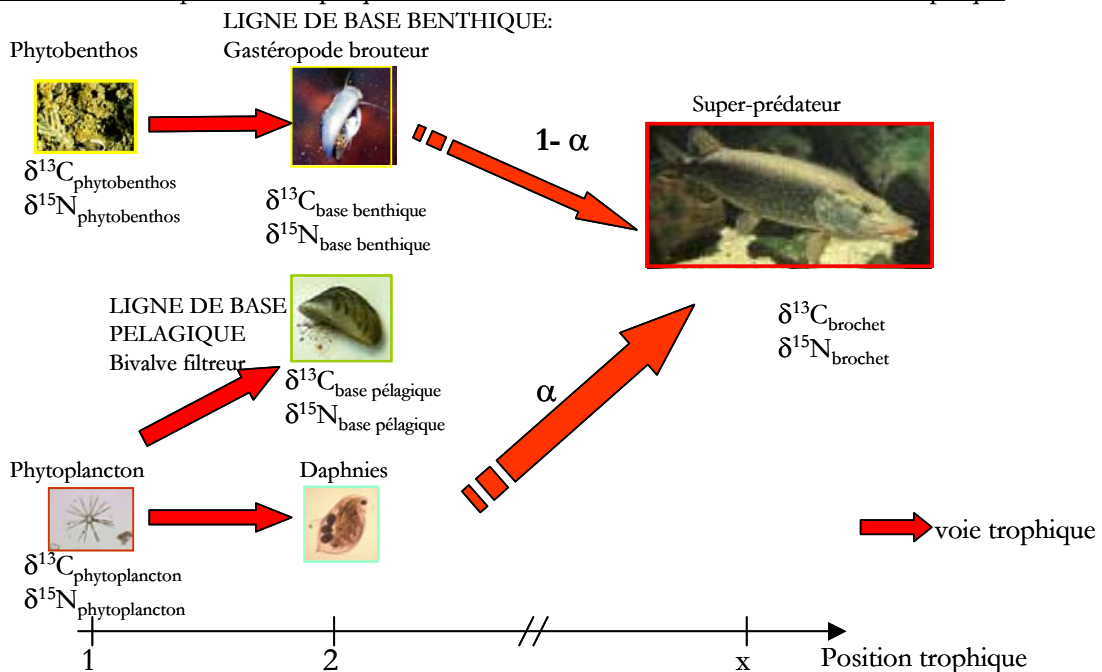 LIGNE DE BASE BENTHIQUE:
Phytobenthos
Gastéropode brouteur
Super-prédateur
1- α
δ¹³Cphytobenthos
δ¹⁵Nphytobenthos
δ¹³Cbase benthique
δ¹⁵Nbase benthique
LIGNE DE BASE
PELAGIQUE
Bivalve filtreur
δ¹³Cbrochet
δ¹⁵Nbrochet
δ¹³Cbase pélagique
δ¹⁵Nbase pélagique
α
Phytoplancton
Daphnies
voie trophique
δ¹³Cphytoplancton
δ¹⁵Nphytoplancton
1
2
x
Position trophique